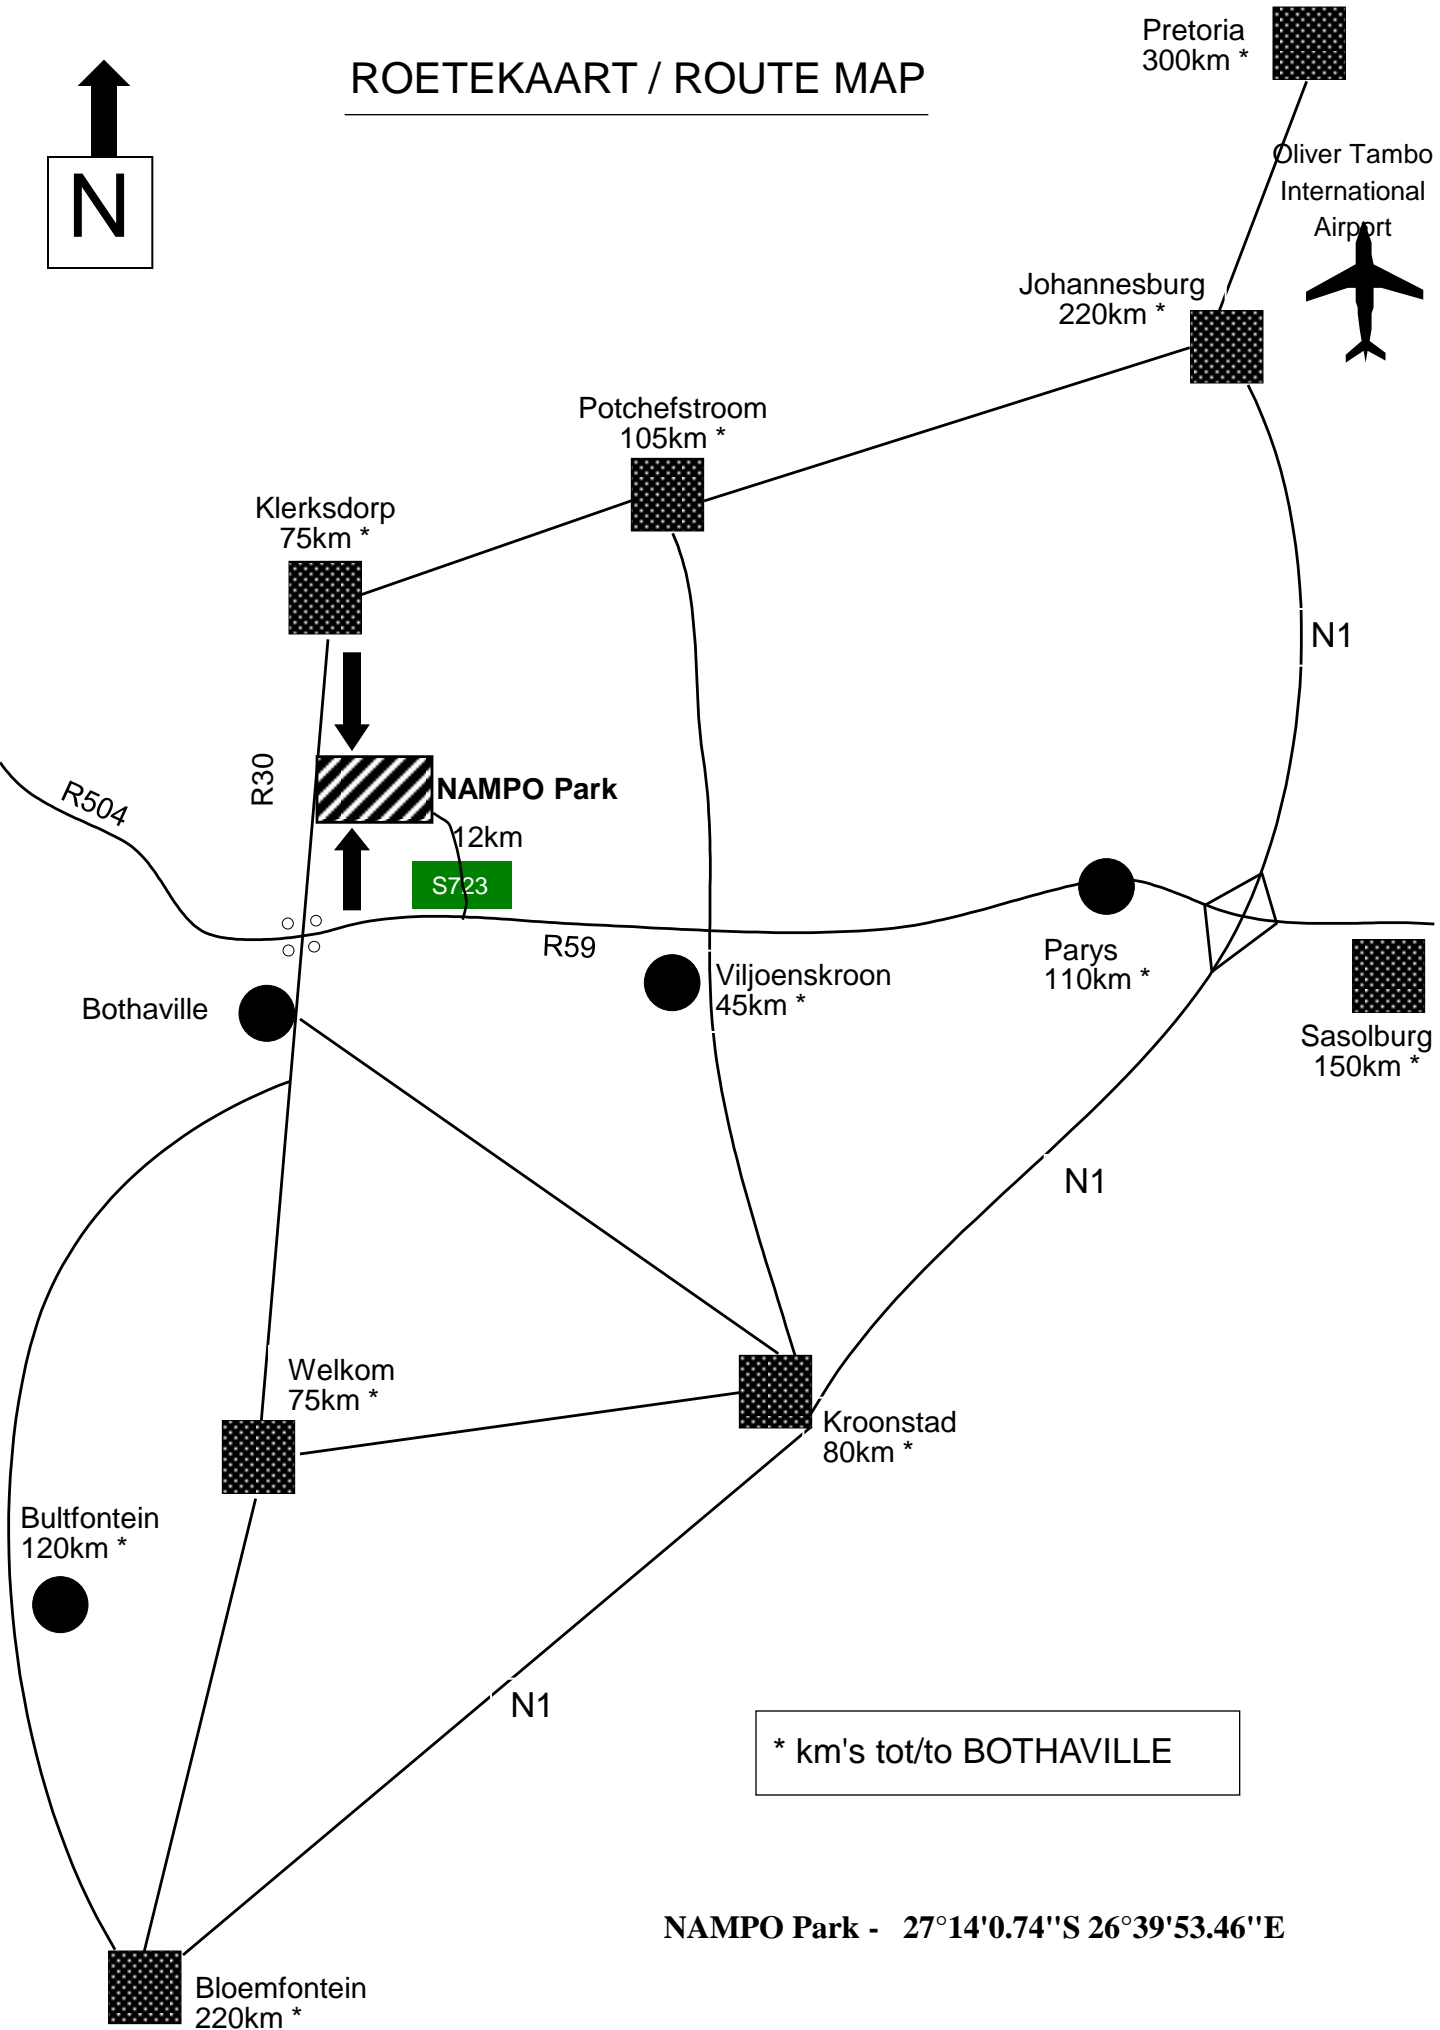 Pretoria
300km *
ROETEKAART / ROUTE MAP
N
Oliver Tambo
International
Airport
Johannesburg
220km *
Potchefstroom
105km *
Klerksdorp
75km *
N1
R30
R504
NAMPO Park
12km
S723
R59
Parys
110km *
Viljoenskroon
45km *
Bothaville
Sasolburg
150km *
N1
Welkom
75km *
Kroonstad
80km *
Bultfontein
120km *
N1
* km's tot/to BOTHAVILLE
NAMPO Park - 27°14'0.74"S 26°39'53.46"E
Bloemfontein
220km *